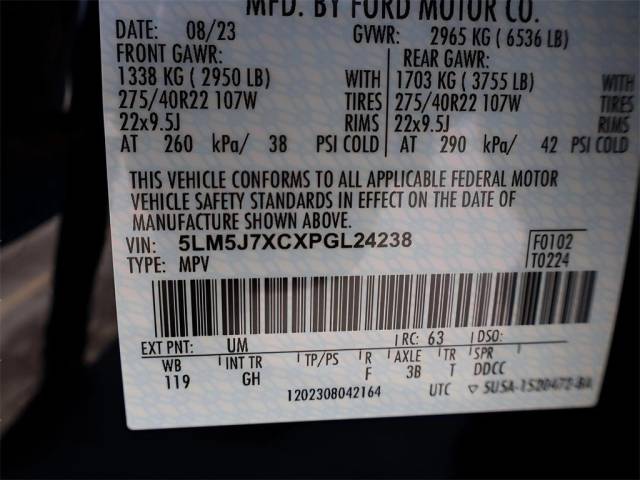 MFD. BY FORD MOTOR CO.
DATE: 08/23 GVWR: 2965 KG ( 6536 LB)
FRONT GAWR: REAR GAWR:
1338 KG ( 2950 LB) WITH 1703 KG ( 3755 LB) WITH
275/40R22 107W TIRES 275/40R22 107W TIRES
22x9.5J RIMS 22x9.5J RIMS
AT 260 kPa/ 38 PSI COLD AT 290 kPa/ 42 PSI COLD
THIS VEHICLE CONFORMS TO ALL APPLICABLE FEDERAL MOTOR
VEHICLE SAFETY STANDARDS IN EFFECT ON THE DATE OF
MANUFACTURE SHOWN ABOVE.
VIN: 5LM5J7XCXPGL24238 F0102
TYPE: MPV T0224
EXT PNT: UM RC: 63 DSO:
WB INT TR TP/PS R AXLE TR SPR
119 GH F 3B T DDCC
1202308042164 UTC ▽ 5USA-1520472-BA